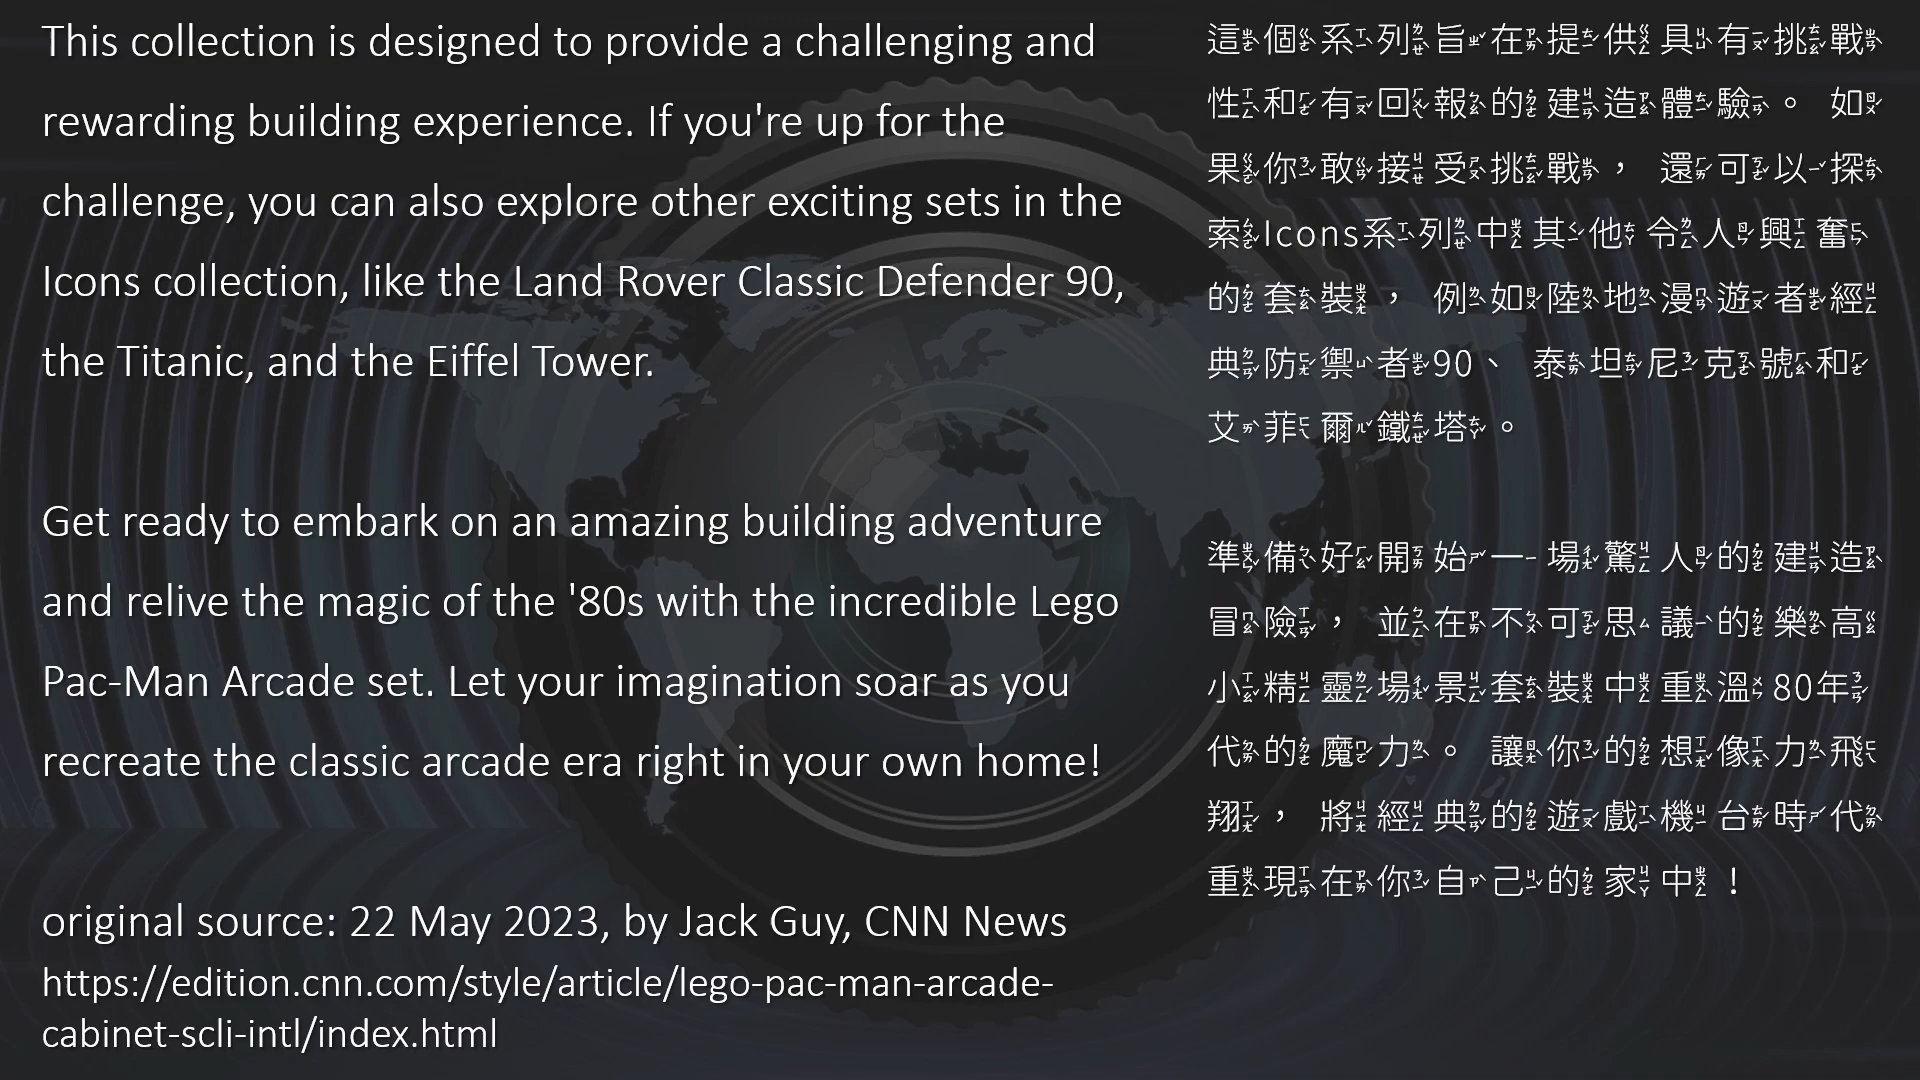 This collection is designed to provide a challenging and
rewarding building experience. If you're up for the
challenge, you can also explore other exciting sets in the
Icons collection, like the Land Rover Classic Defender 90,
the Titanic, and the Eiffel Tower.
Get ready to embark on an amazing building adventure
and relive the magic of the '80s with the incredible Lego
Pac-Man Arcade set. Let your imagination soar as you
recreate the classic arcade era right in your own home!
original source: 22 May 2023, by Jack Guy, CNN News
https://edition.cnn.com/style/article/lego-pac-man-arcade-
cabinet-scli-intl/index.html
這個系列旨在提供具有挑戰
性和有回報的建造體驗。 如
果你敢接受挑戰， 還可以探
索Icons系列中其他令人興奮
的套裝， 例如陸地漫遊者經
典防禦者90、 泰坦尼克號和
艾菲爾鐵塔。
準備好開始一場驚人的建造
冒險， 並在不可思議的樂高
小精靈場景套裝中重溫80年
代的魔力。 讓你的想像力飛
翔， 將經典的遊戲機台時代
重現在你自己的家中！